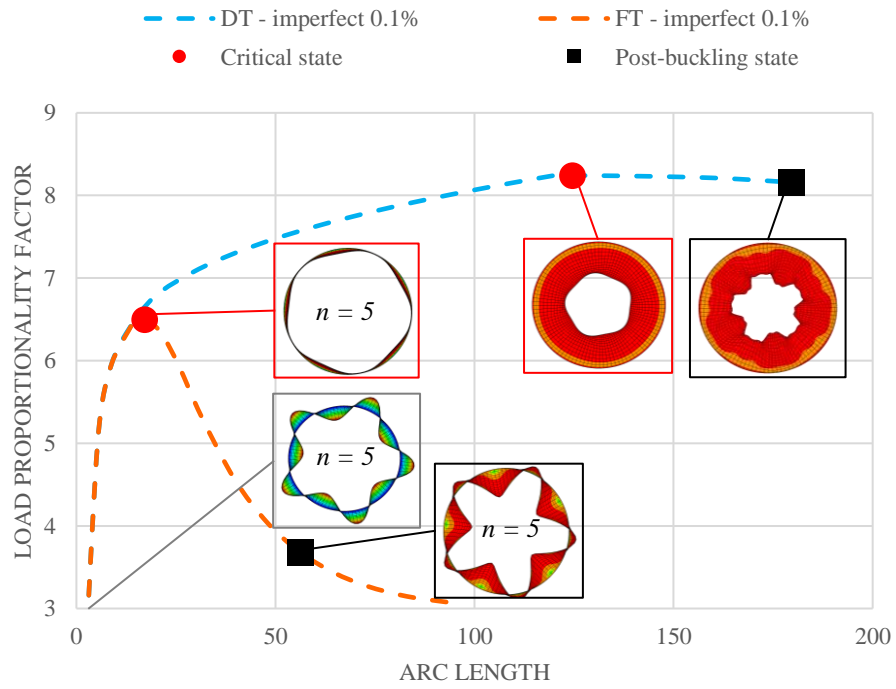 DT - imperfect 0.1%
FT - imperfect 0.1%
Critical state
Post-buckling state
LOAD PROPORTIONALITY FACTOR
9
8
7
6
5
4
3
n = 5
n = 5
n = 5
0
50
100
150
200
ARC LENGTH